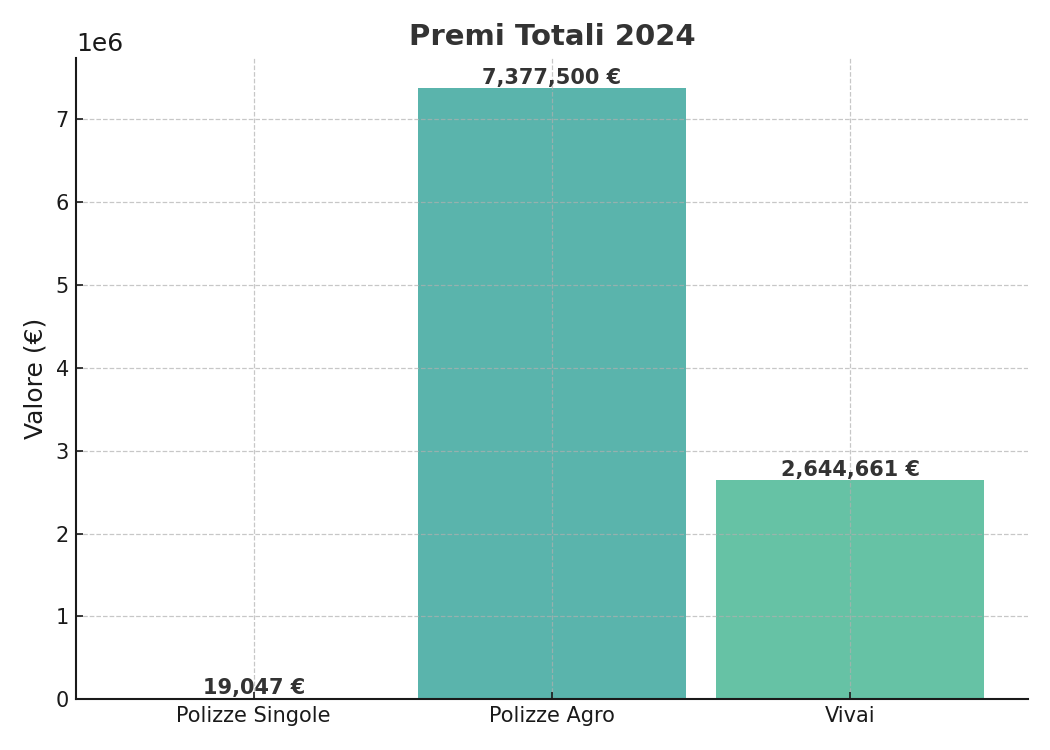 Premi Totali 2024
1e6
7,377,500 €
7
6
5
4
3
2
1
0
Valore (€)
2,644,661 €
19,047 €
Polizze Singole
Polizze Agro
Vivai